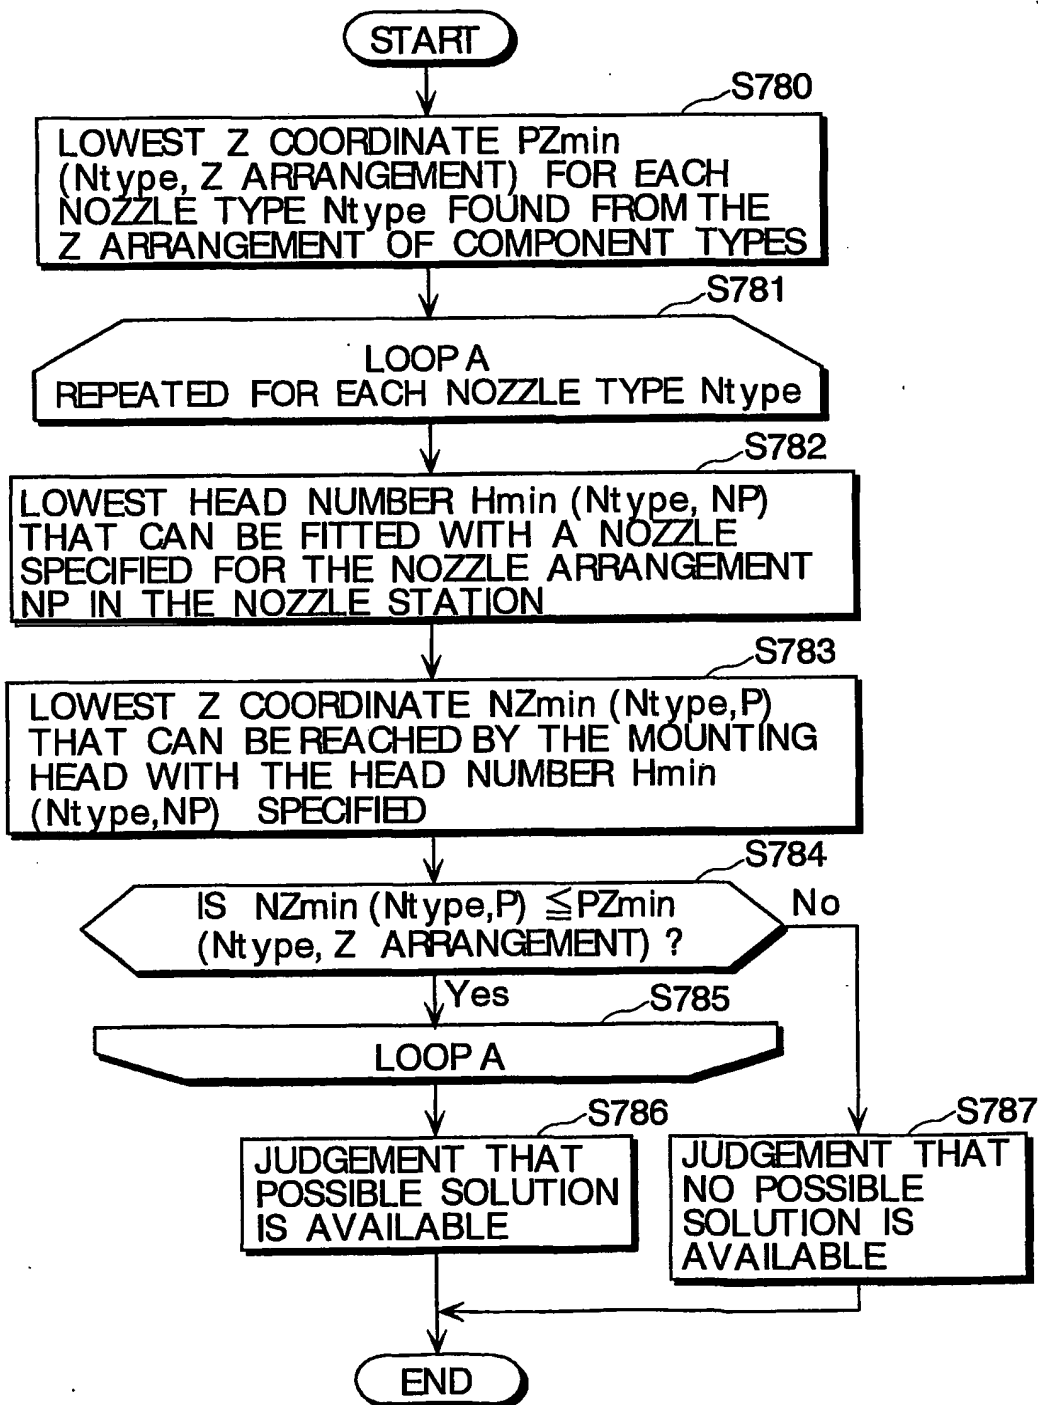 START
S780
LOWEST Z COORDINATE PZmin
(Ntype, Z ARRANGEMENT) FOR EACH
NOZZLE TYPE Ntype FOUND FROM THE
Z ARRANGEMENT OF COMPONENT TYPES
S781
LOOP A
REPEATED FOR EACH NOZZLE TYPE Ntype
S782
LOWEST HEAD NUMBER Hmin (Ntype, NP)
THAT CAN BE FITTED WITH A NOZZLE
SPECIFIED FOR THE NOZZLE ARRANGEMENT
NP IN THE NOZZLE STATION
S783
LOWEST Z COORDINATE NZmin (Ntype,P)
THAT CAN BE REACHED BY THE MOUNTING
HEAD WITH THE HEAD NUMBER Hmin
(Ntype,NP) SPECIFIED
S784
IS NZmin (Ntype,P) ≦PZmin
(Ntype, Z ARRANGEMENT) ?
No
Yes
S785
LOOP A
S786
JUDGEMENT THAT
POSSIBLE SOLUTION
IS AVAILABLE
S787
JUDGEMENT THAT
NO POSSIBLE
SOLUTION IS
AVAILABLE
END